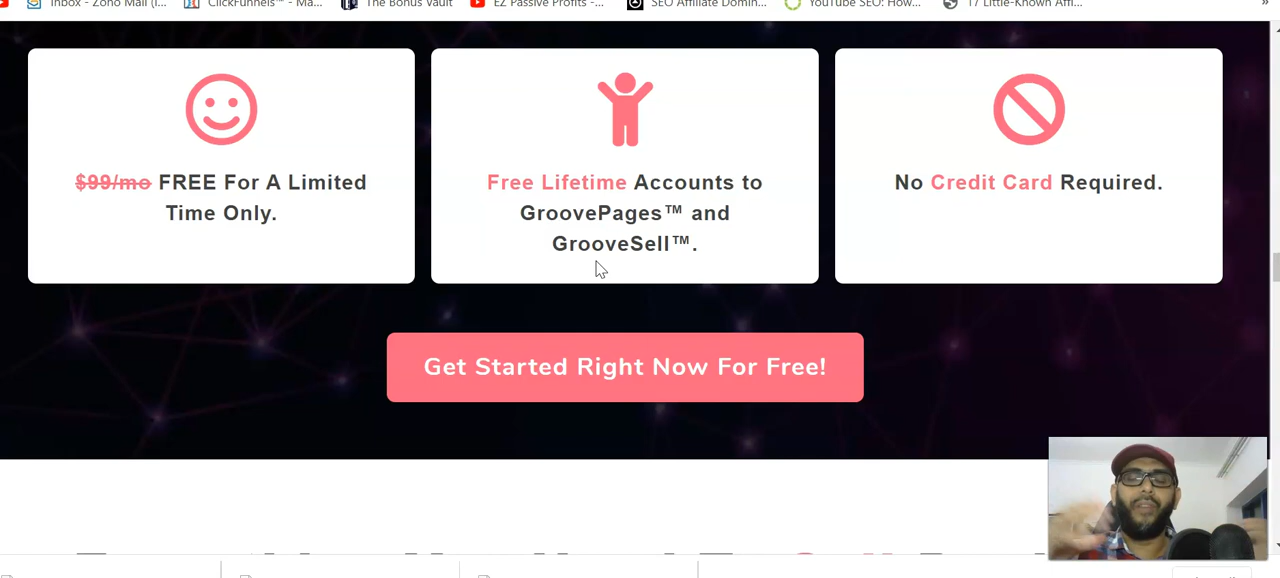 Inbox - Zoho Mail (I...
ClickFunnels™ - Ma...
The Bonus Vault
EZ Passive Profits -...
SEO Affiliate Domin...
YouTube SEO: How...
17 Little-Known Affi...
»
$99/mo FREE For A Limited
Time Only.
Free Lifetime Accounts to
GroovePages™ and
GrooveSell™.
No Credit Card Required.
Get Started Right Now For Free!